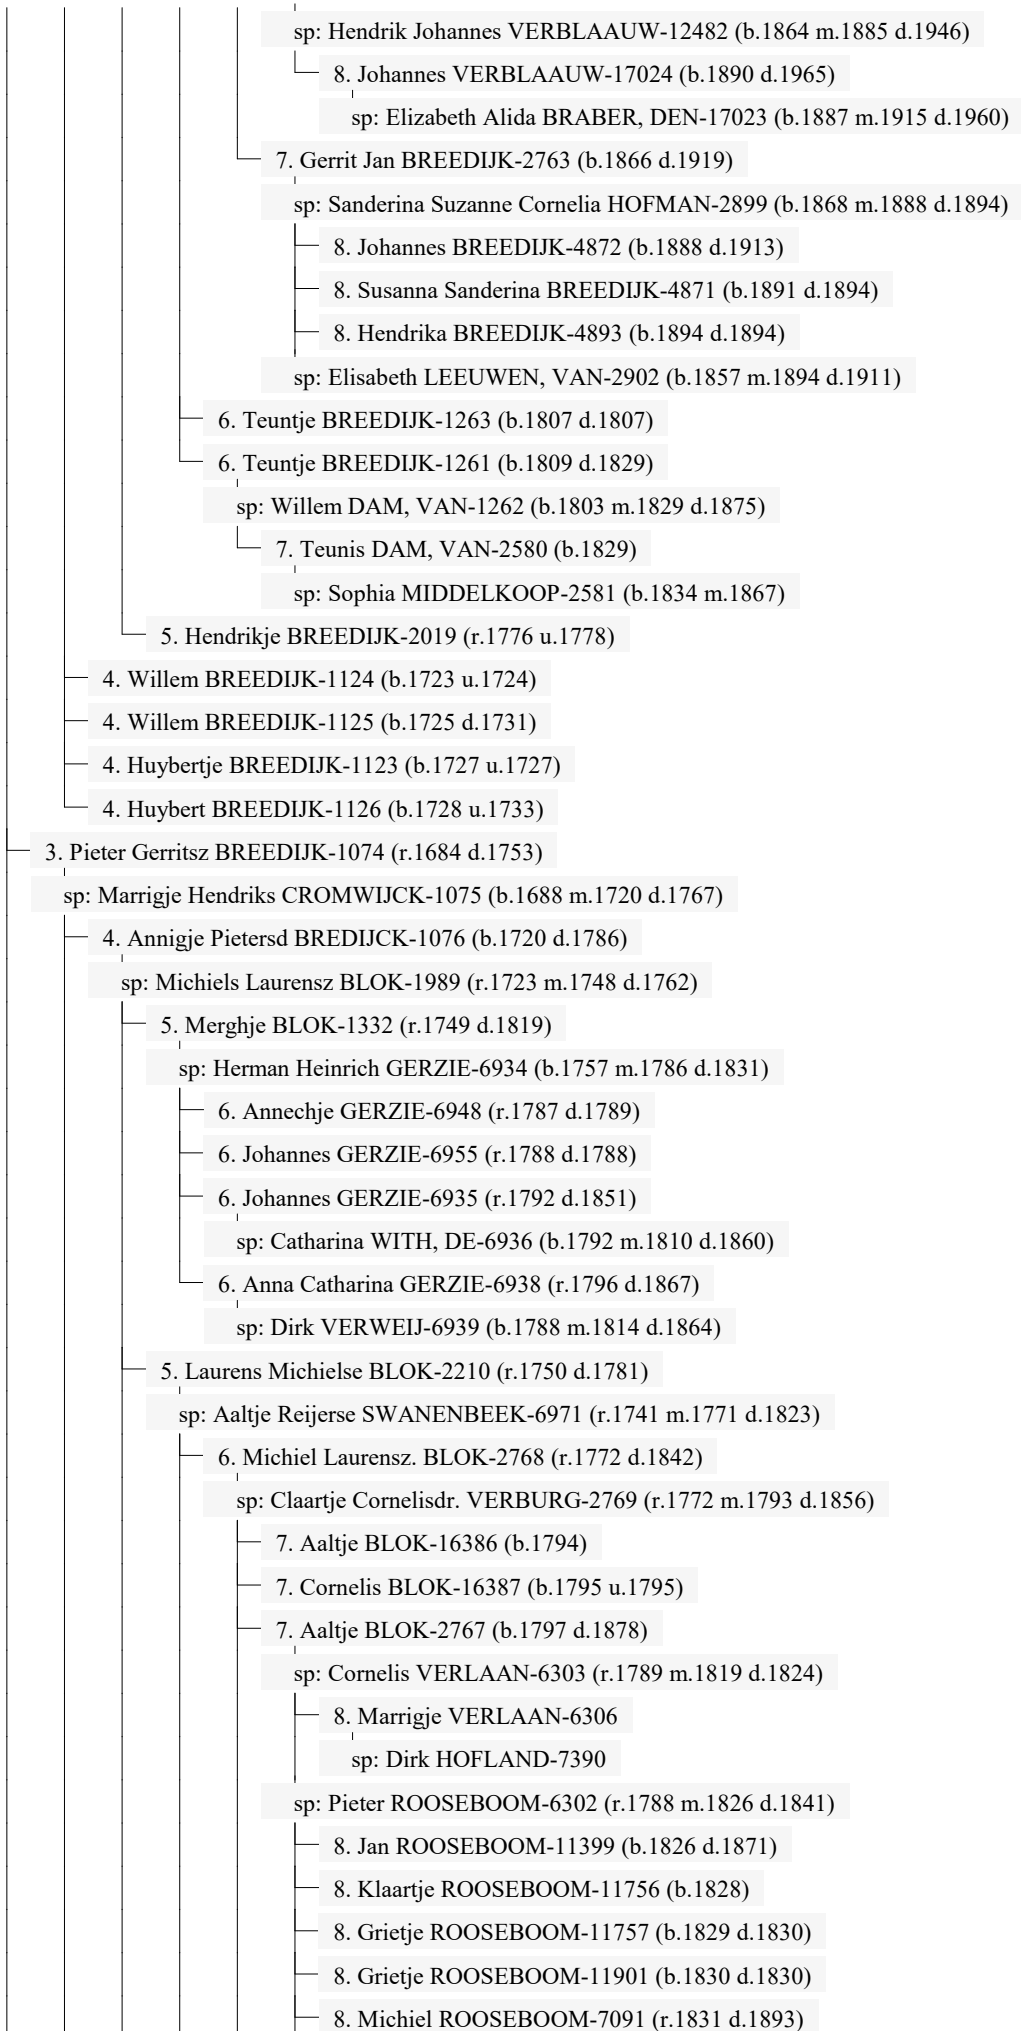 sp: Hendrik Johannes VERBLAAUW-12482 (b.1864 m.1885 d.1946)
8. Johannes VERBLAAUW-17024 (b.1890 d.1965)
sp: Elizabeth Alida BRABER, DEN-17023 (b.1887 m.1915 d.1960)
7. Gerrit Jan BREEDIJK-2763 (b.1866 d.1919)
sp: Sanderina Suzanne Cornelia HOFMAN-2899 (b.1868 m.1888 d.1894)
8. Johannes BREEDIJK-4872 (b.1888 d.1913)
8. Susanna Sanderina BREEDIJK-4871 (b.1891 d.1894)
8. Hendrika BREEDIJK-4893 (b.1894 d.1894)
sp: Elisabeth LEEUWEN, VAN-2902 (b.1857 m.1894 d.1911)
6. Teuntje BREEDIJK-1263 (b.1807 d.1807)
6. Teuntje BREEDIJK-1261 (b.1809 d.1829)
sp: Willem DAM, VAN-1262 (b.1803 m.1829 d.1875)
7. Teunis DAM, VAN-2580 (b.1829)
sp: Sophia MIDDELKOOP-2581 (b.1834 m.1867)
5. Hendrikje BREEDIJK-2019 (r.1776 u.1778)
4. Willem BREEDIJK-1124 (b.1723 u.1724)
4. Willem BREEDIJK-1125 (b.1725 d.1731)
4. Huybertje BREEDIJK-1123 (b.1727 u.1727)
4. Huybert BREEDIJK-1126 (b.1728 u.1733)
3. Pieter Gerritsz BREEDIJK-1074 (r.1684 d.1753)
sp: Marrigje Hendriks CROMWIJCK-1075 (b.1688 m.1720 d.1767)
4. Annigje Pietersd BREDIJCK-1076 (b.1720 d.1786)
sp: Michiels Laurensz BLOK-1989 (r.1723 m.1748 d.1762)
5. Merghje BLOK-1332 (r.1749 d.1819)
sp: Herman Heinrich GERZIE-6934 (b.1757 m.1786 d.1831)
6. Annechje GERZIE-6948 (r.1787 d.1789)
6. Johannes GERZIE-6955 (r.1788 d.1788)
6. Johannes GERZIE-6935 (r.1792 d.1851)
sp: Catharina WITH, DE-6936 (b.1792 m.1810 d.1860)
6. Anna Catharina GERZIE-6938 (r.1796 d.1867)
sp: Dirk VERWEIJ-6939 (b.1788 m.1814 d.1864)
5. Laurens Michielse BLOK-2210 (r.1750 d.1781)
sp: Aaltje Reijerse SWANENBEEK-6971 (r.1741 m.1771 d.1823)
6. Michiel Laurensz. BLOK-2768 (r.1772 d.1842)
sp: Claartje Cornelisdr. VERBURG-2769 (r.1772 m.1793 d.1856)
7. Aaltje BLOK-16386 (b.1794)
7. Cornelis BLOK-16387 (b.1795 u.1795)
7. Aaltje BLOK-2767 (b.1797 d.1878)
sp: Cornelis VERLAAN-6303 (r.1789 m.1819 d.1824)
8. Marrigje VERLAAN-6306
sp: Dirk HOFLAND-7390
sp: Pieter ROOSEBOOM-6302 (r.1788 m.1826 d.1841)
8. Jan ROOSEBOOM-11399 (b.1826 d.1871)
8. Klaartje ROOSEBOOM-11756 (b.1828)
8. Grietje ROOSEBOOM-11757 (b.1829 d.1830)
8. Grietje ROOSEBOOM-11901 (b.1830 d.1830)
8. Michiel ROOSEBOOM-7091 (r.1831 d.1893)